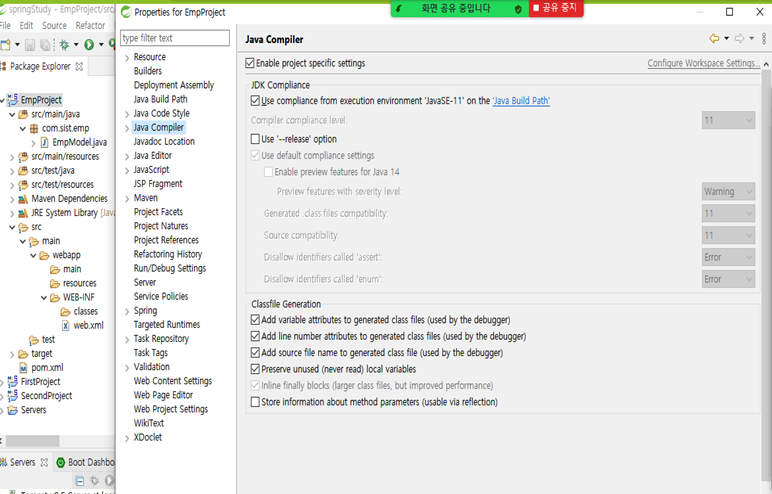 springStudy - EmpProject/src/
Properties for EmpProject
화면 공유 중입니다
공유 중지
File Edit Source Refactor
type filter text
Java Compiler
Package Explorer
Enable project specific settings
Configure Workspace Settings...
EmpProject
src/main/java
com.sist.emp
EmpModel.java
src/main/resources
src/test/java
src/test/resources
Maven Dependencies
JRE System Library [Java
src
main
webapp
main
resources
WEB-INF
classes
web.xml
test
target
pom.xml
FirstProject
SecondProject
Servers
Servers
Boot Dashboa
Resource
Builders
Deployment Assembly
Java Build Path
Java Code Style
Java Compiler
Javadoc Location
Java Editor
JavaScript
JSP Fragment
Maven
Project Facets
Project Natures
Project References
Refactoring History
Run/Debug Settings
Server
Service Policies
Spring
Targeted Runtimes
Task Repository
Task Tags
Validation
Web Content Settings
Web Page Editor
Web Project Settings
WikiText
XDoclet
JDK Compliance
Use compliance from execution environment 'JavaSE-11' on the 'Java Build Path'
Compiler compliance level: 11
Use '--release' option
Use default compliance settings
Enable preview features for Java 14
Preview features with severity level: Warning
Generated .class files compatibility: 11
Source compatibility: 11
Disallow identifiers called 'assert': Error
Disallow identifiers called 'enum': Error
Classfile Generation
Add variable attributes to generated class files (used by the debugger)
Add line number attributes to generated class files (used by the debugger)
Add source file name to generated class file (used by the debugger)
Preserve unused (never read) local variables
Inline finally blocks (larger class files, but improved performance)
Store information about method parameters (usable via reflection)